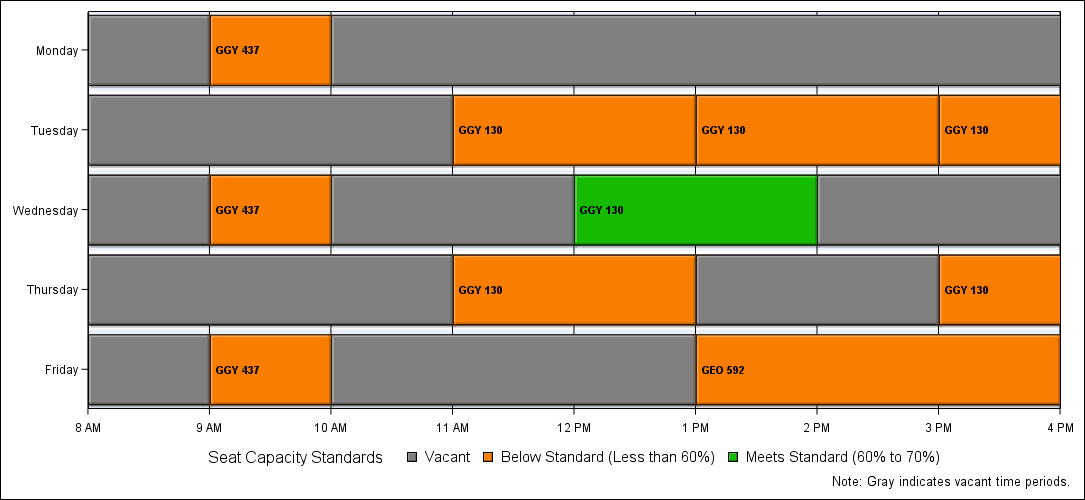 Monday
GGY 437
Tuesday
GGY 130
GGY 130
GGY 130
Wednesday
GGY 437
GGY 130
Thursday
GGY 130
GGY 130
Friday
GGY 437
GEO 592
8 AM 9 AM 10 AM 11 AM 12 PM 1 PM 2 PM 3 PM 4 PM
Seat Capacity Standards Vacant Below Standard (Less than 60%) Meets Standard (60% to 70%)
Note: Gray indicates vacant time periods.